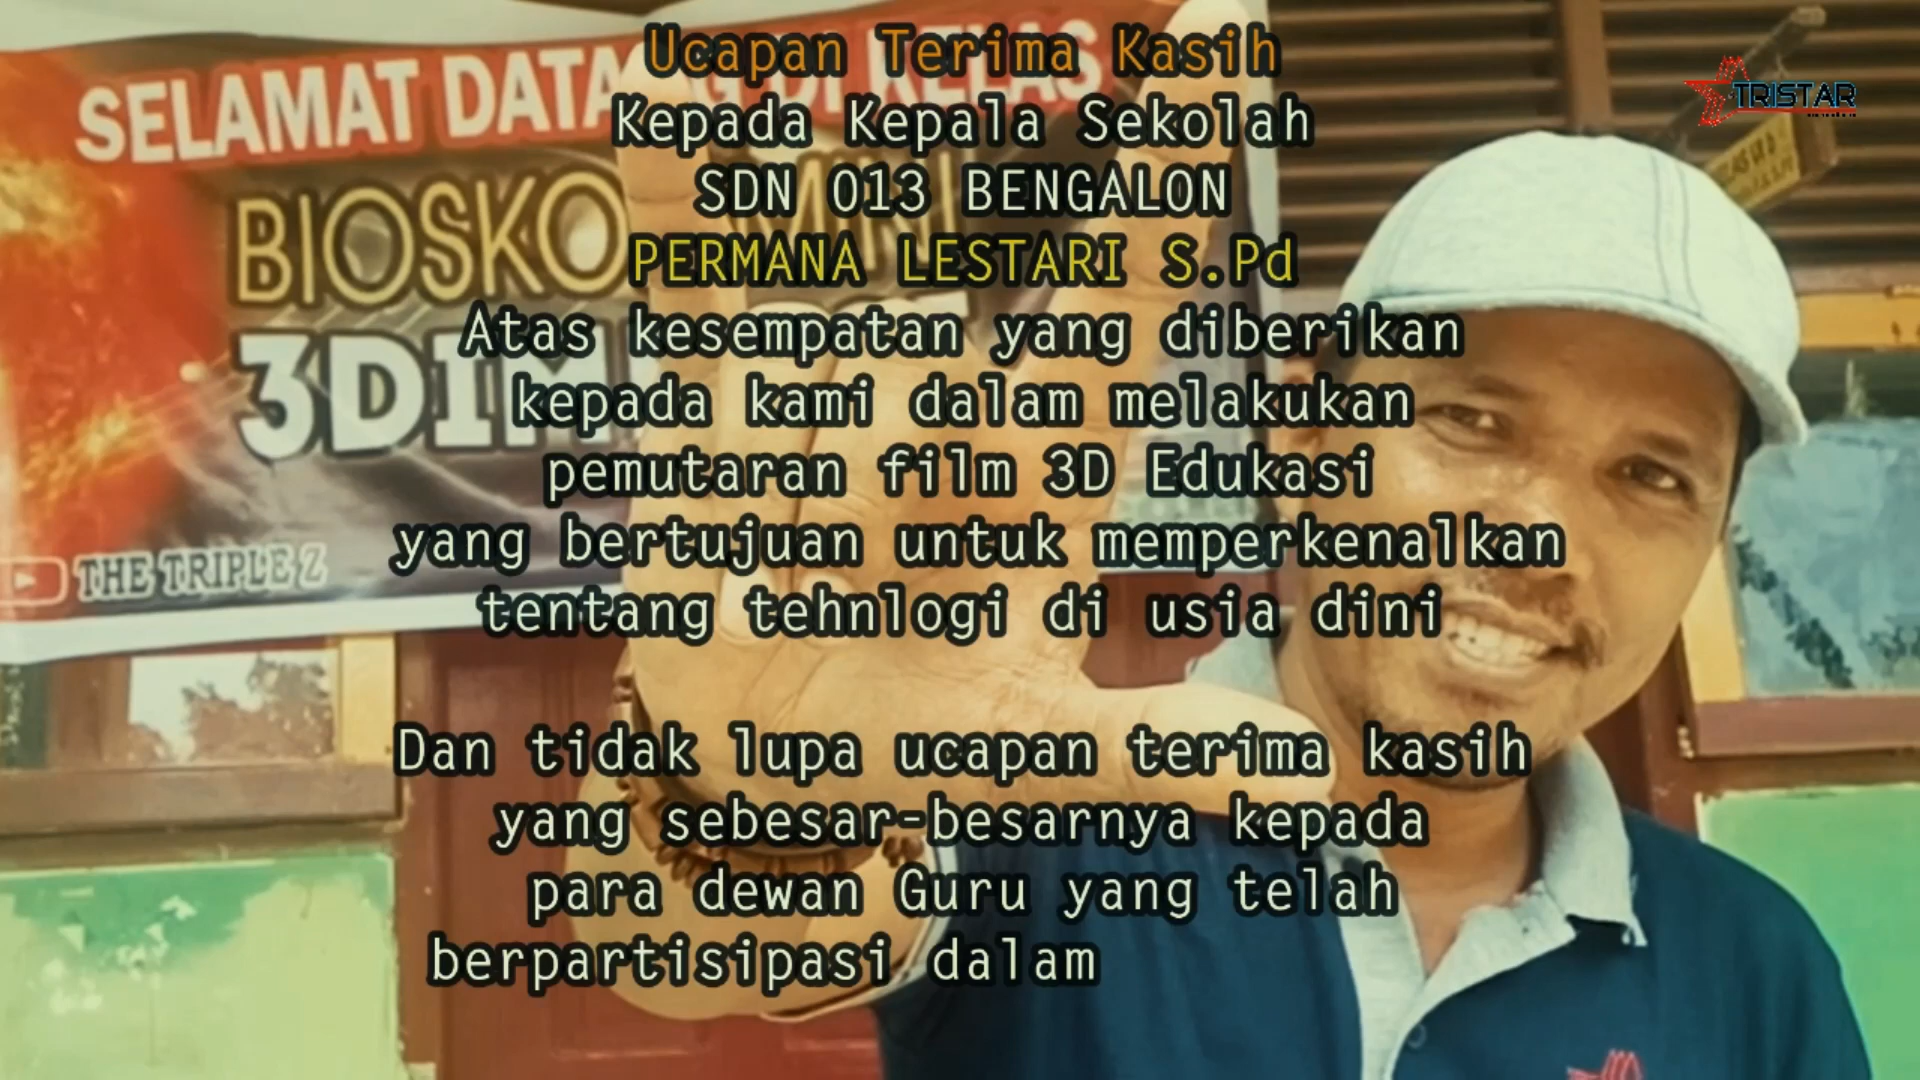 Ucapan Terima Kasih
Kepada Kepala Sekolah
SDN 013 BENGALON
PERMANA LESTARI S.Pd
Atas kesempatan yang diberikan
kepada kami dalam melakukan
pemutaran film 3D Edukasi
yang bertujuan untuk memperkenalkan
tentang tehnlogi di usia dini
Dan tidak lupa ucapan terima kasih
yang sebesar-besarnya kepada
para dewan Guru yang telah
berpartisipasi dalam
SELAMAT DI KELAS
3D
THE TRIPLE Z
TRISTAR